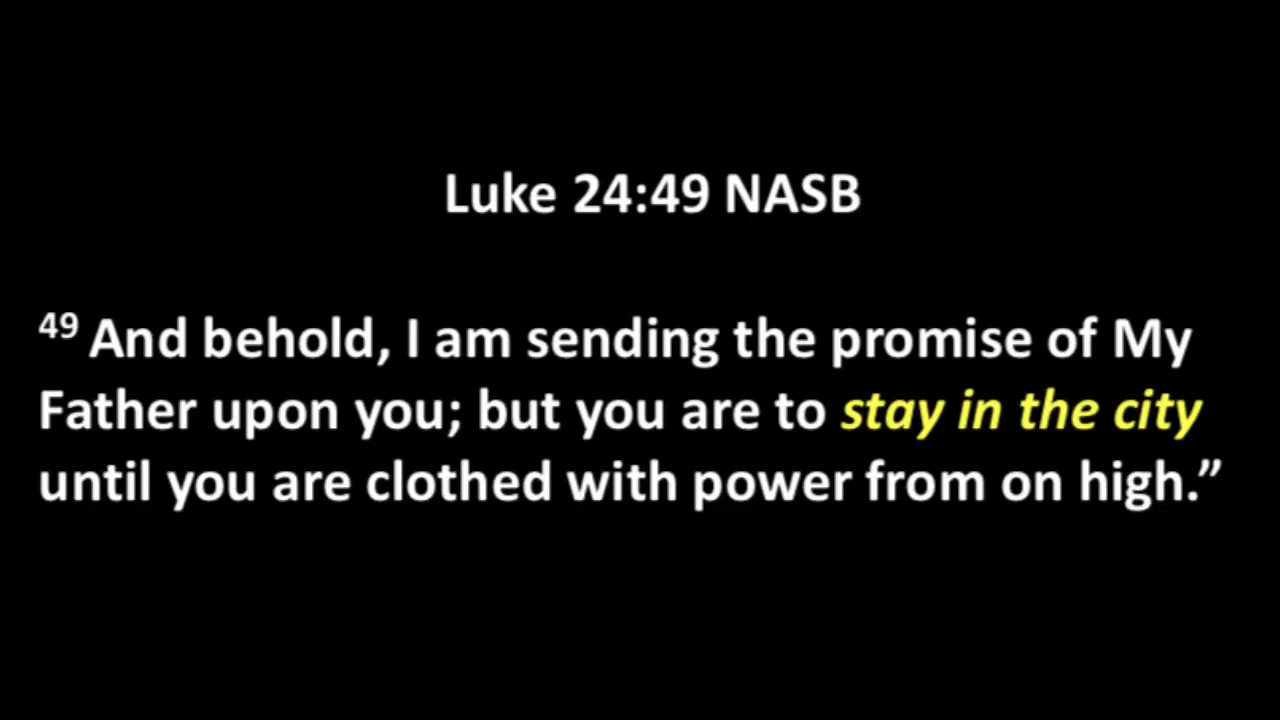 Luke 24:49 NASB
49 And behold, I am sending the promise of My
Father upon you; but you are to stay in the city
until you are clothed with power from on high.”